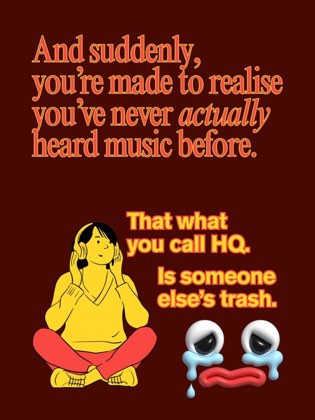 And suddenly,
you're made to realise
you've never actually
heard music before.
That what
you call HQ.
Is someone
else's trash.